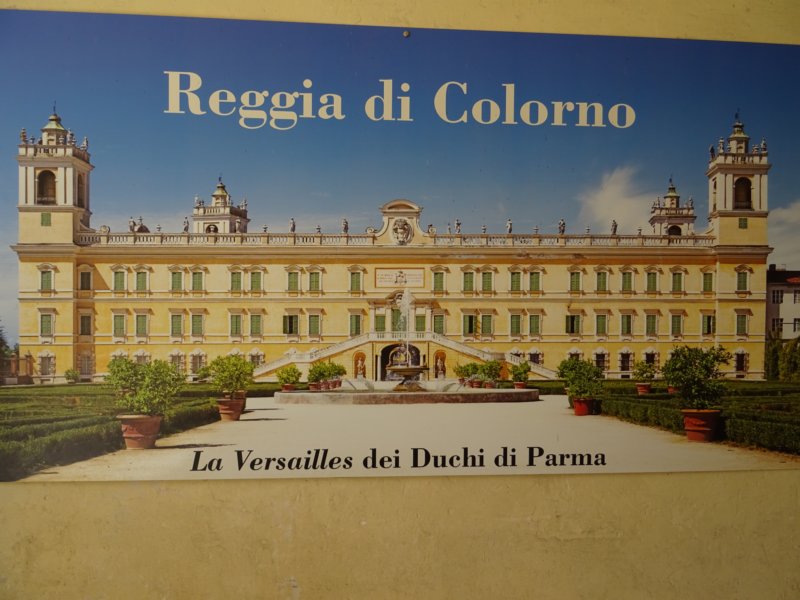 Reggia di Colorno
La Versailles dei Duchi di Parma